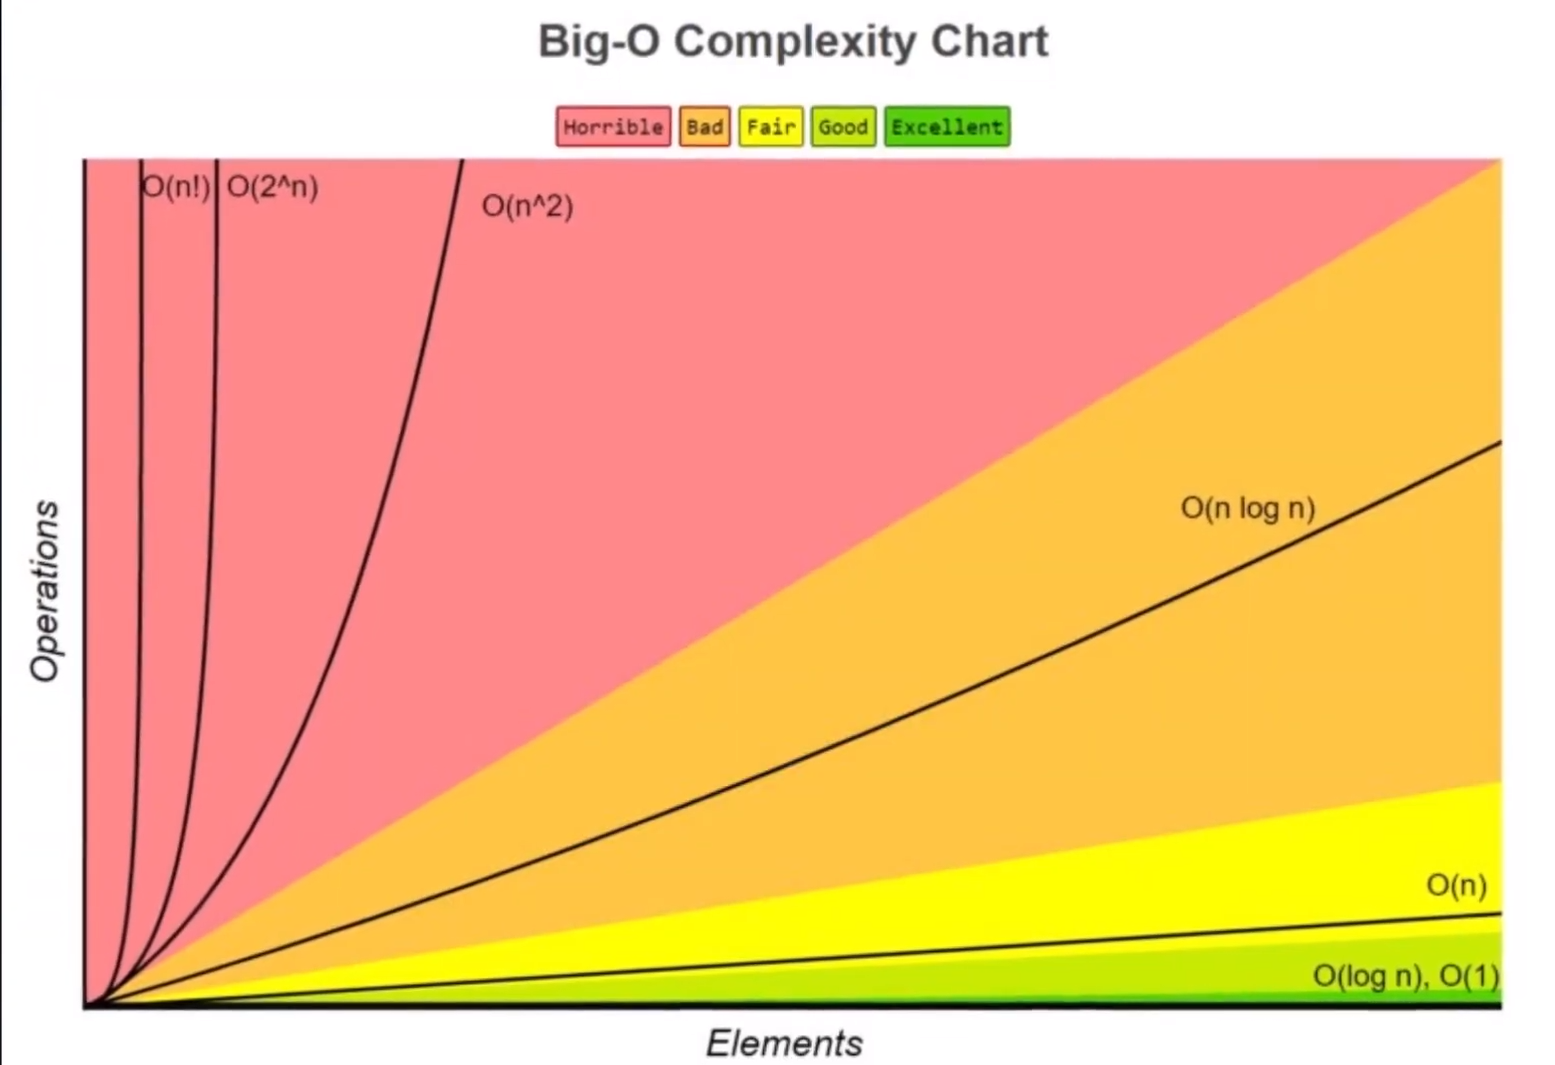 Big-O Complexity Chart
Horrible Bad Fair Good Excellent
O(n!) O(2^n)
O(n^2)
O(n log n)
Operations
O(n)
O(log n), O(1)
Elements